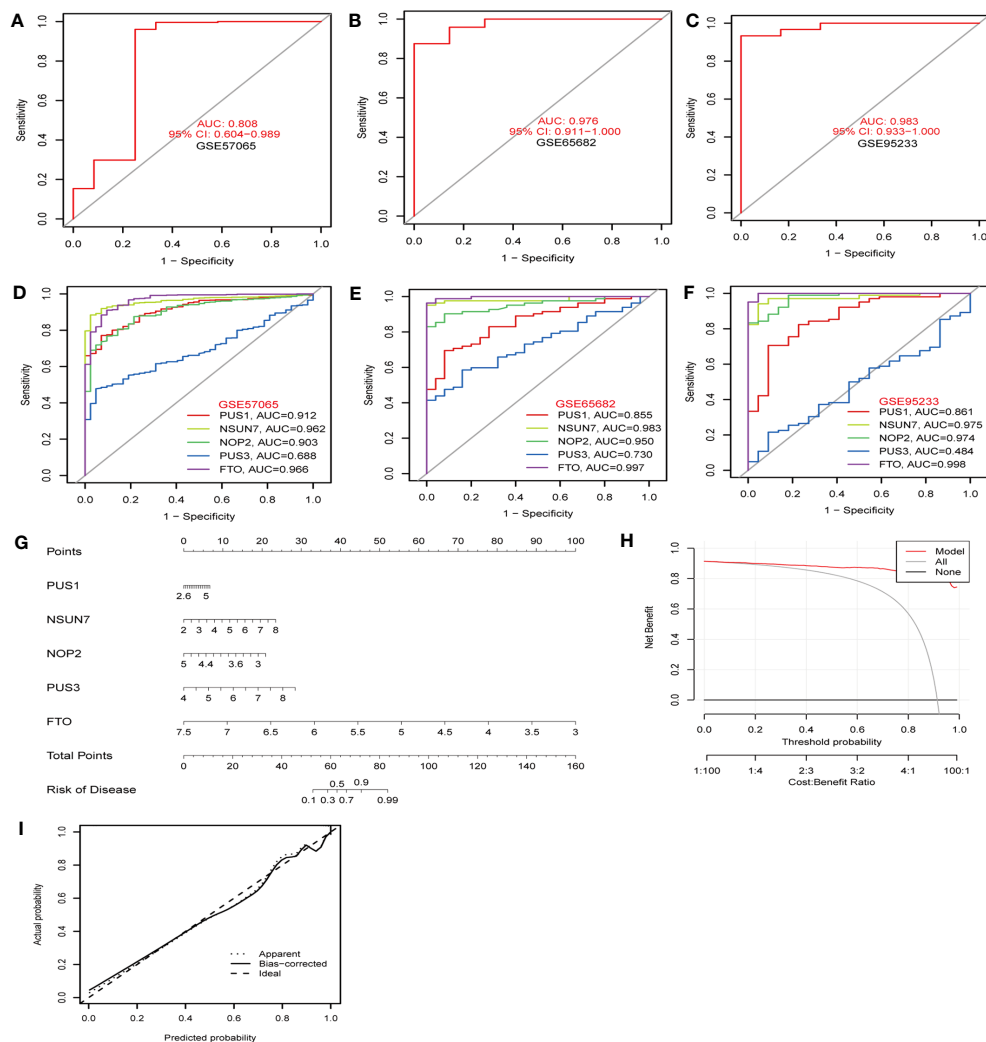 A
Sensitivity
0.0 0.2 0.4 0.6 0.8 1.0
AUC: 0.808
95% CI: 0.604−0.989
GSE57065
0.0 0.2 0.4 0.6 0.8 1.0
1 − Specificity
B
Sensitivity
0.0 0.2 0.4 0.6 0.8 1.0
AUC: 0.976
95% CI: 0.911−1.000
GSE65682
0.0 0.2 0.4 0.6 0.8 1.0
1 − Specificity
C
Sensitivity
0.0 0.2 0.4 0.6 0.8 1.0
AUC: 0.983
95% CI: 0.933−1.000
GSE95233
0.0 0.2 0.4 0.6 0.8 1.0
1 − Specificity
D
Sensitivity
0.0 0.2 0.4 0.6 0.8 1.0
GSE57065
PUS1, AUC=0.912
NSUN7, AUC=0.962
NOP2, AUC=0.903
PUS3, AUC=0.688
FTO, AUC=0.966
0.0 0.2 0.4 0.6 0.8 1.0
1 − Specificity
E
Sensitivity
0.0 0.2 0.4 0.6 0.8 1.0
GSE65682
PUS1, AUC=0.855
NSUN7, AUC=0.983
NOP2, AUC=0.950
PUS3, AUC=0.730
FTO, AUC=0.997
0.0 0.2 0.4 0.6 0.8 1.0
1 − Specificity
F
Sensitivity
0.0 0.2 0.4 0.6 0.8 1.0
GSE95233
PUS1, AUC=0.861
NSUN7, AUC=0.975
NOP2, AUC=0.974
PUS3, AUC=0.484
FTO, AUC=0.998
0.0 0.2 0.4 0.6 0.8 1.0
1 − Specificity
G
0 10 20 30 40 50 60 70 80 90 100
Points
PUS1
2.6 5
NSUN7
2 3 4 5 6 7 8
NOP2
5 4.4 3.6 3
PUS3
4 5 6 7 8
FTO
7.5 7 6.5 6 5.5 5 4.5 4 3.5 3
Total Points
0 20 40 60 80 100 120 140 160
Risk of Disease
0.5 0.9
0.1 0.3 0.7 0.99
H
Net Benefit
0.0 0.2 0.4 0.6 0.8 1.0
Model
All
None
0.0 0.2 0.4 0.6 0.8 1.0
Threshold probability
1:100 1:4 2:3 3:2 4:1 100:1
Cost:Benefit Ratio
I
Actual probability
0.0 0.2 0.4 0.6 0.8 1.0
Apparent
Bias−corrected
Ideal
0.0 0.2 0.4 0.6 0.8 1.0
Predicted probability